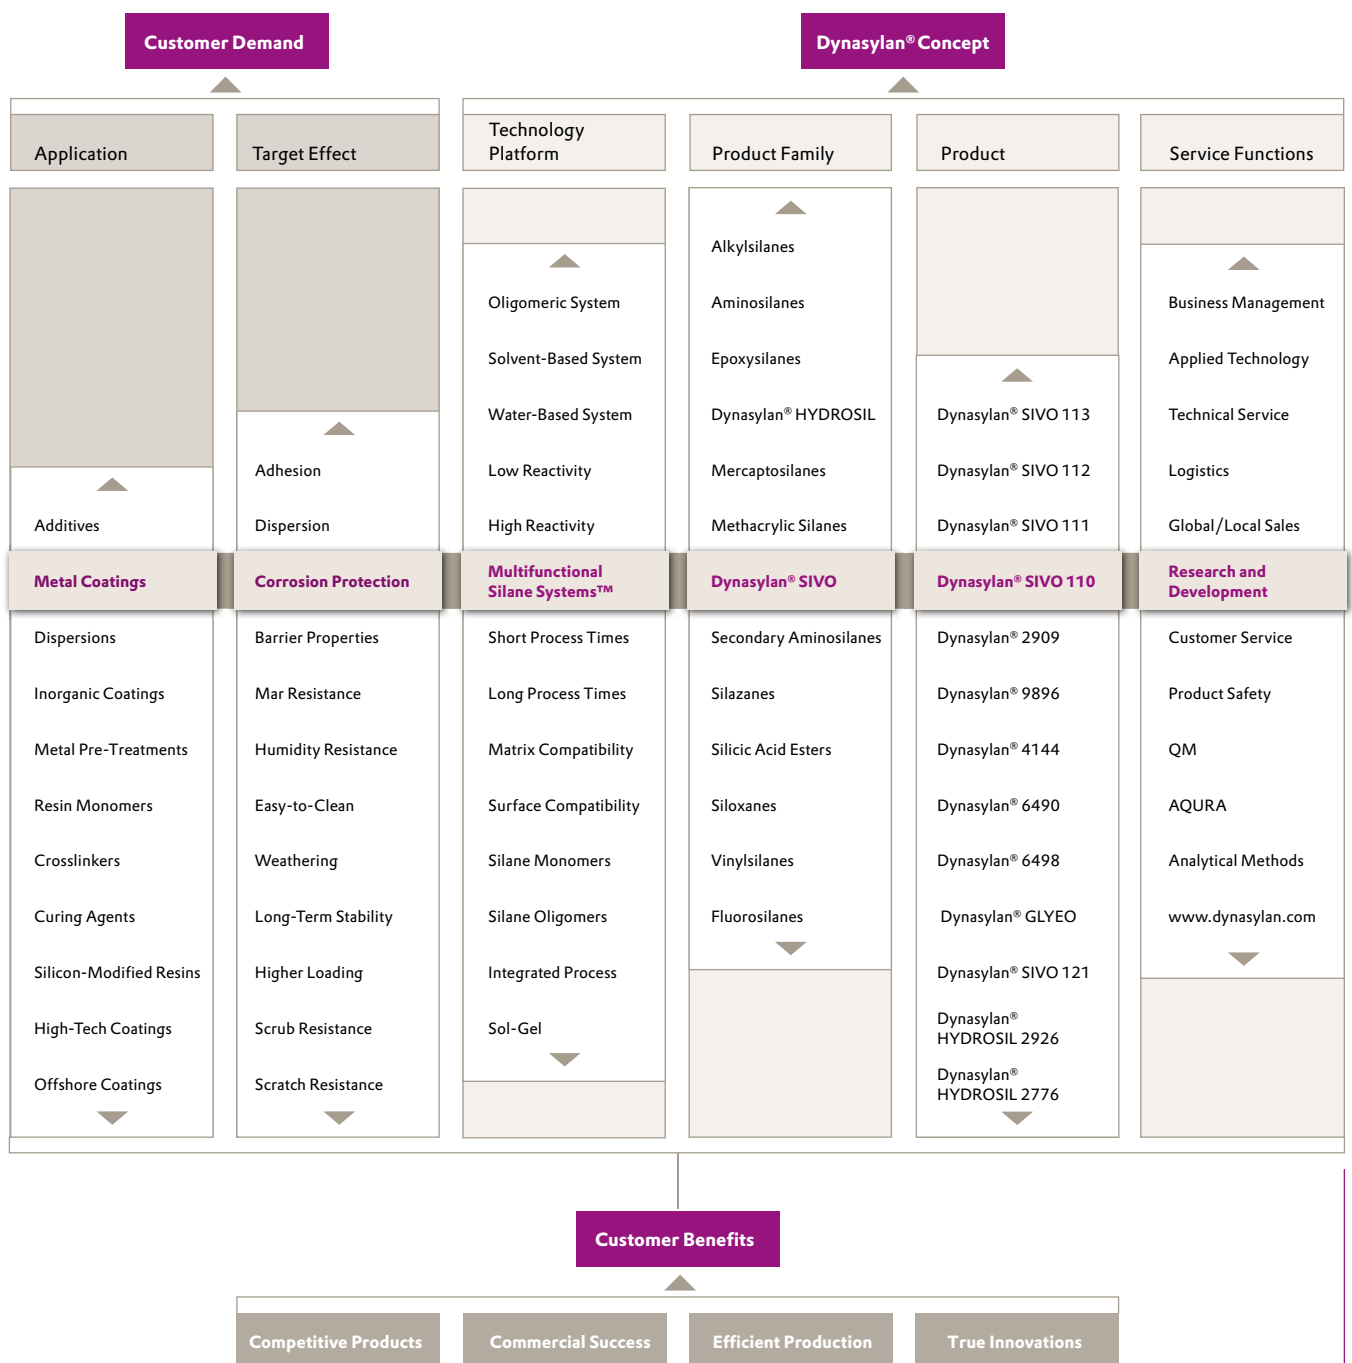 Customer Demand
Dynasylan® Concept
Application
Target Effect
Technology
Platform
Product Family
Product
Service Functions
Additives
Metal Coatings
Dispersions
Inorganic Coatings
Metal Pre-Treatments
Resin Monomers
Crosslinkers
Curing Agents
Silicon-Modified Resins
High-Tech Coatings
Offshore Coatings
Adhesion
Dispersion
Corrosion Protection
Barrier Properties
Mar Resistance
Humidity Resistance
Easy-to-Clean
Weathering
Long-Term Stability
Higher Loading
Scrub Resistance
Scratch Resistance
Oligomeric System
Solvent-Based System
Water-Based System
Low Reactivity
High Reactivity
Multifunctional
Silane Systems™
Short Process Times
Long Process Times
Matrix Compatibility
Surface Compatibility
Silane Monomers
Silane Oligomers
Integrated Process
Sol-Gel
Alkylsilanes
Aminosilanes
Epoxysilanes
Dynasylan® HYDROSIL
Mercaptosilanes
Methacrylic Silanes
Dynasylan® SIVO
Secondary Aminosilanes
Silazanes
Silicic Acid Esters
Siloxanes
Vinylsilanes
Fluorosilanes
Dynasylan® SIVO 113
Dynasylan® SIVO 112
Dynasylan® SIVO 111
Dynasylan® SIVO 110
Dynasylan® 2909
Dynasylan® 9896
Dynasylan® 4144
Dynasylan® 6490
Dynasylan® 6498
Dynasylan® GLYEO
Dynasylan® SIVO 121
Dynasylan®
HYDROSIL 2926
Dynasylan®
HYDROSIL 2776
Business Management
Applied Technology
Technical Service
Logistics
Global/Local Sales
Research and
Development
Customer Service
Product Safety
QM
AQURA
Analytical Methods
www.dynasylan.com
Customer Benefits
Competitive Products
Commercial Success
Efficient Production
True Innovations